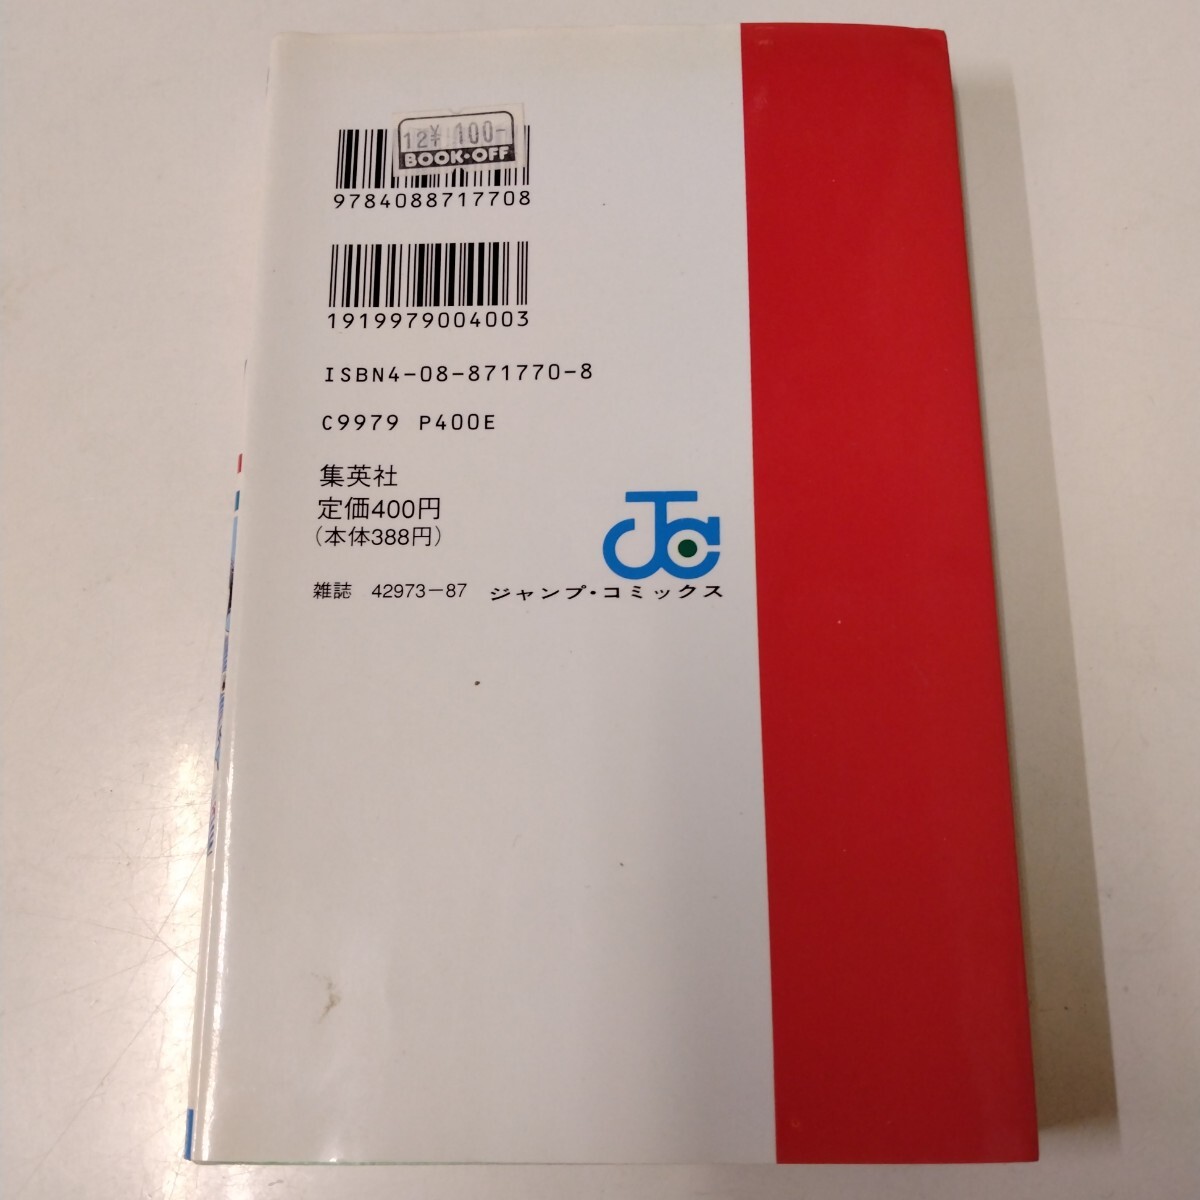 12¥ 100-
BOOK・OFF
9784088717708
1919979004003
ISBN4-08-871770-8
C9979 P400E
集英社
定価400円
(本体388円)
雑誌 42973-87
JC
ジャンプ・コミックス